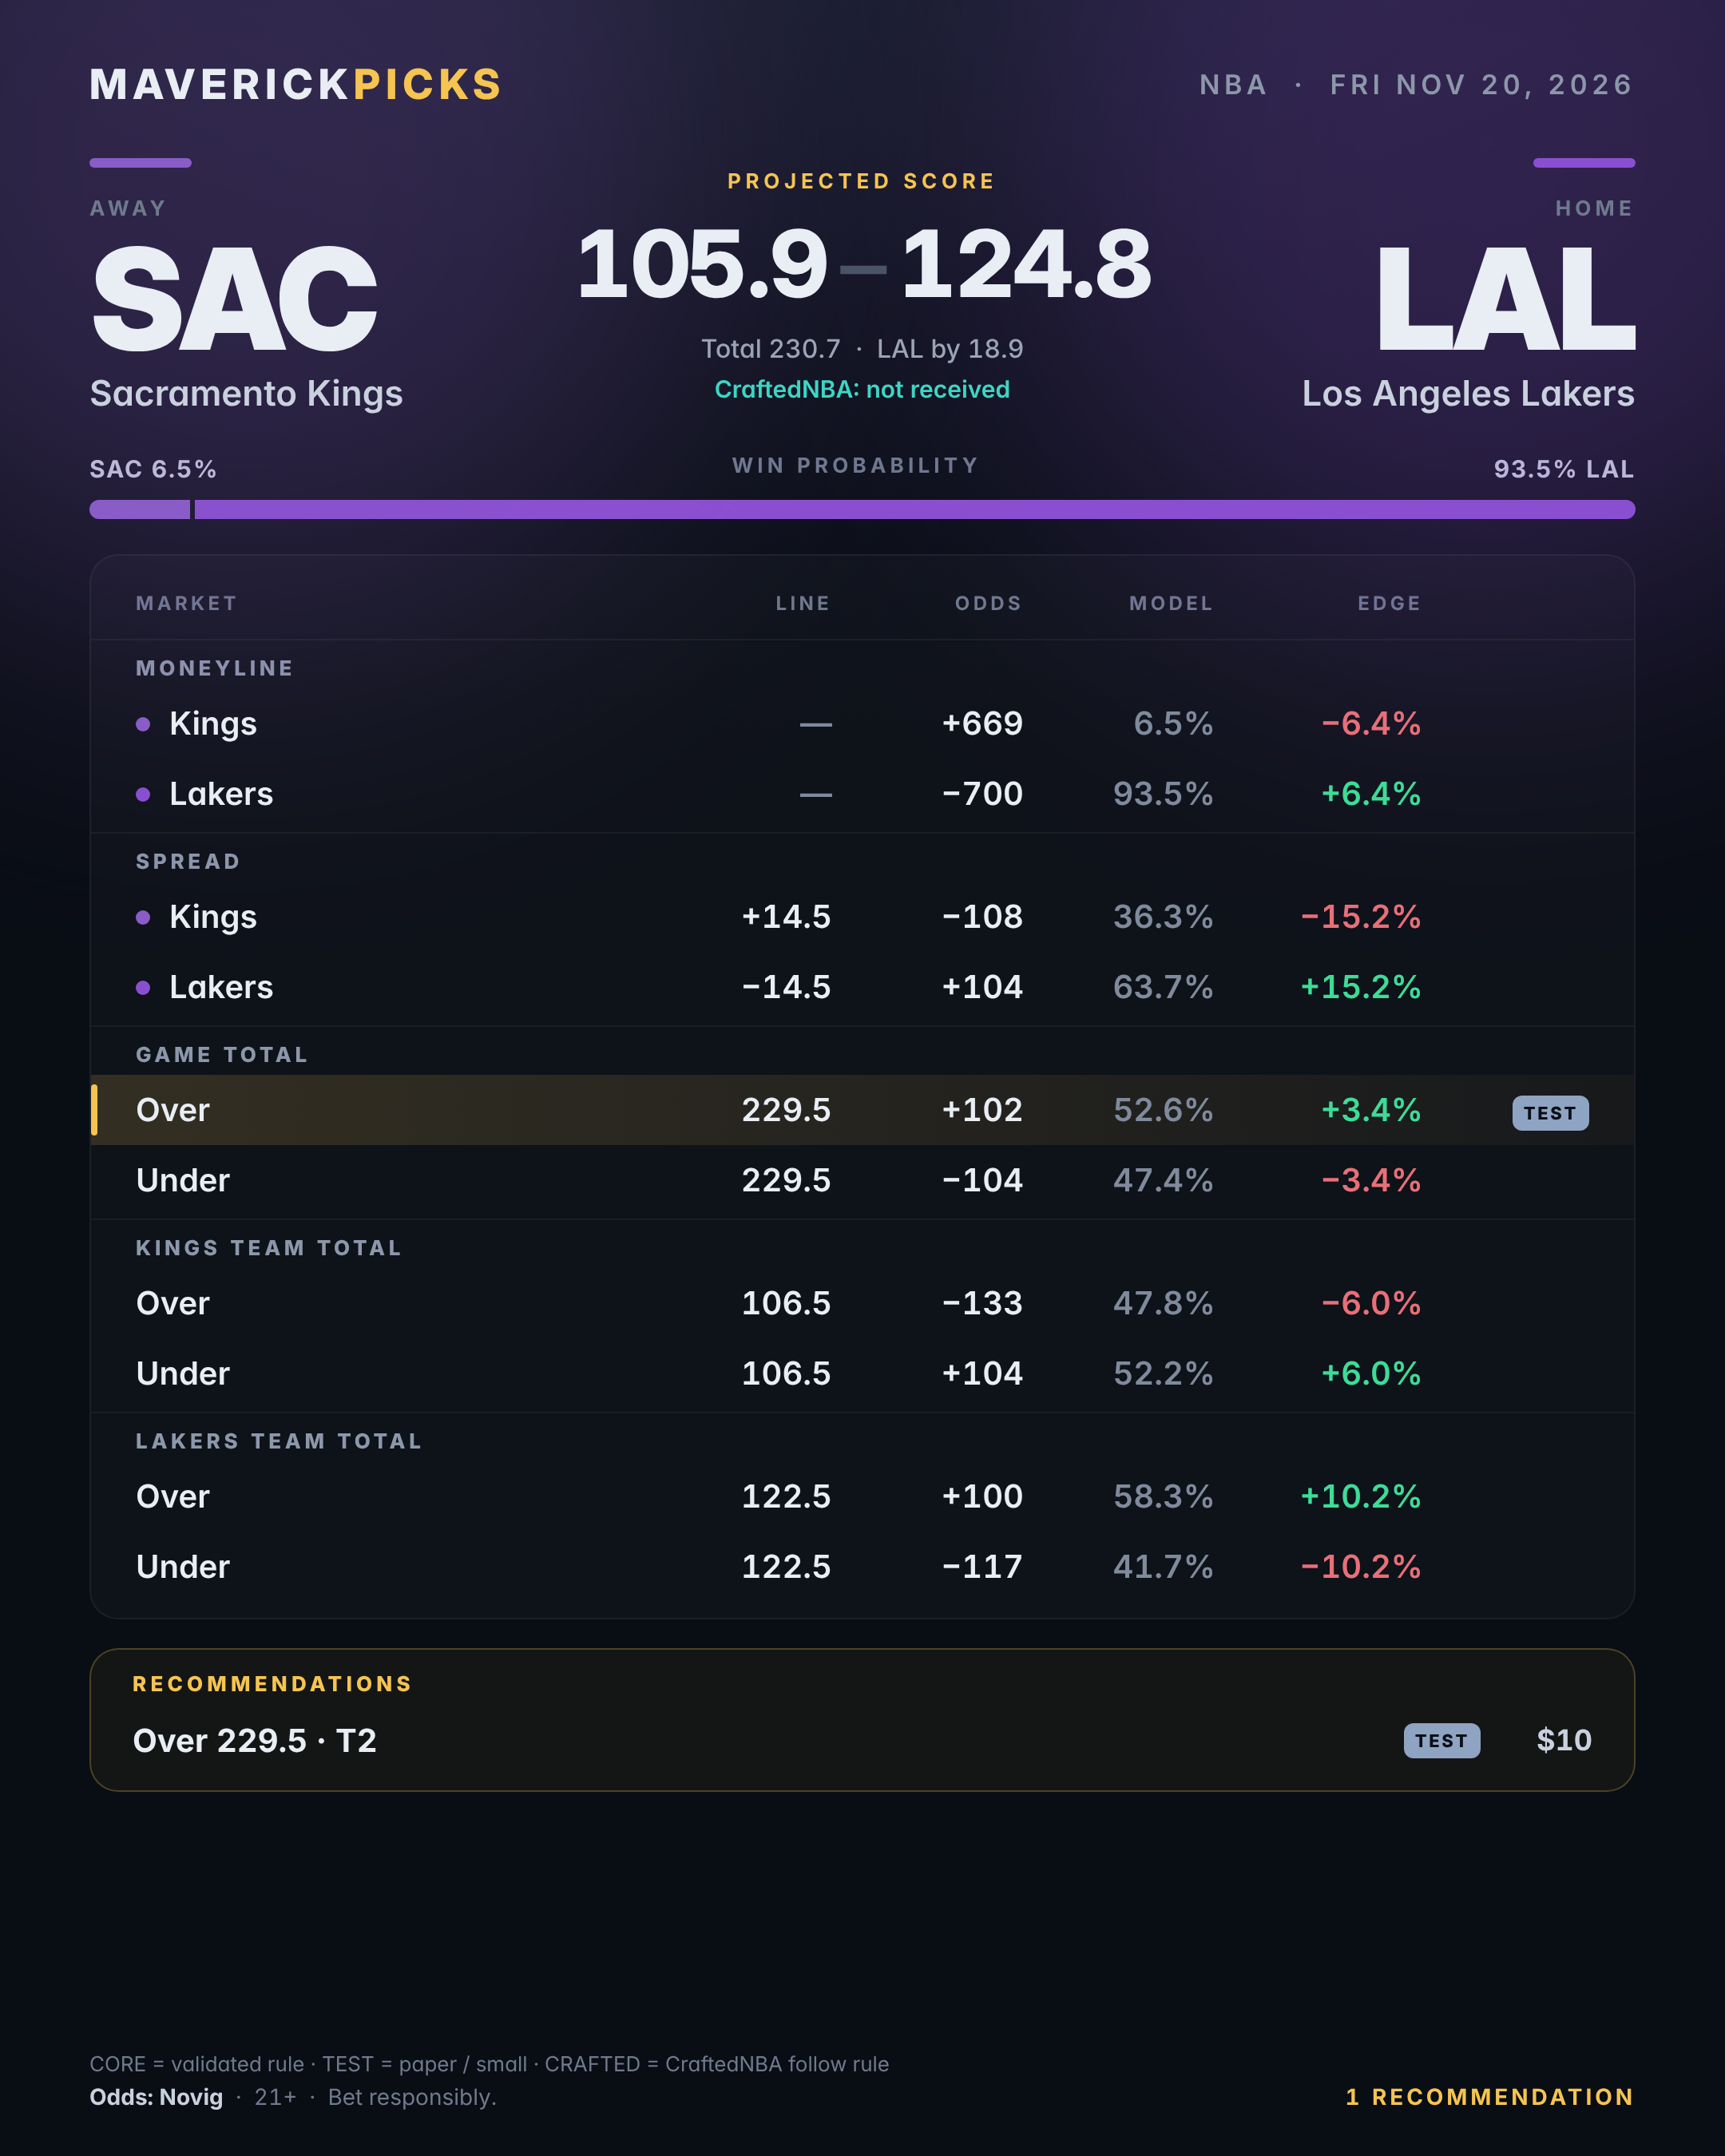 MAVERICKPICKS
NBA · FRI NOV 20, 2026
AWAY
SAC
Sacramento Kings
PROJECTED SCORE
105.9 – 124.8
Total 230.7 · LAL by 18.9
CraftedNBA: not received
HOME
LAL
Los Angeles Lakers
SAC 6.5%
WIN PROBABILITY
93.5% LAL
MARKET LINE ODDS MODEL EDGE
MONEYLINE
Kings — +669 6.5% −6.4%
Lakers — −700 93.5% +6.4%
SPREAD
Kings +14.5 −108 36.3% −15.2%
Lakers −14.5 +104 63.7% +15.2%
GAME TOTAL
Over 229.5 +102 52.6% +3.4% TEST
Under 229.5 −104 47.4% −3.4%
KINGS TEAM TOTAL
Over 106.5 −133 47.8% −6.0%
Under 106.5 +104 52.2% +6.0%
LAKERS TEAM TOTAL
Over 122.5 +100 58.3% +10.2%
Under 122.5 −117 41.7% −10.2%
RECOMMENDATIONS
Over 229.5 · T2 TEST $10
CORE = validated rule · TEST = paper / small · CRAFTED = CraftedNBA follow rule
Odds: Novig · 21+ · Bet responsibly.
1 RECOMMENDATION